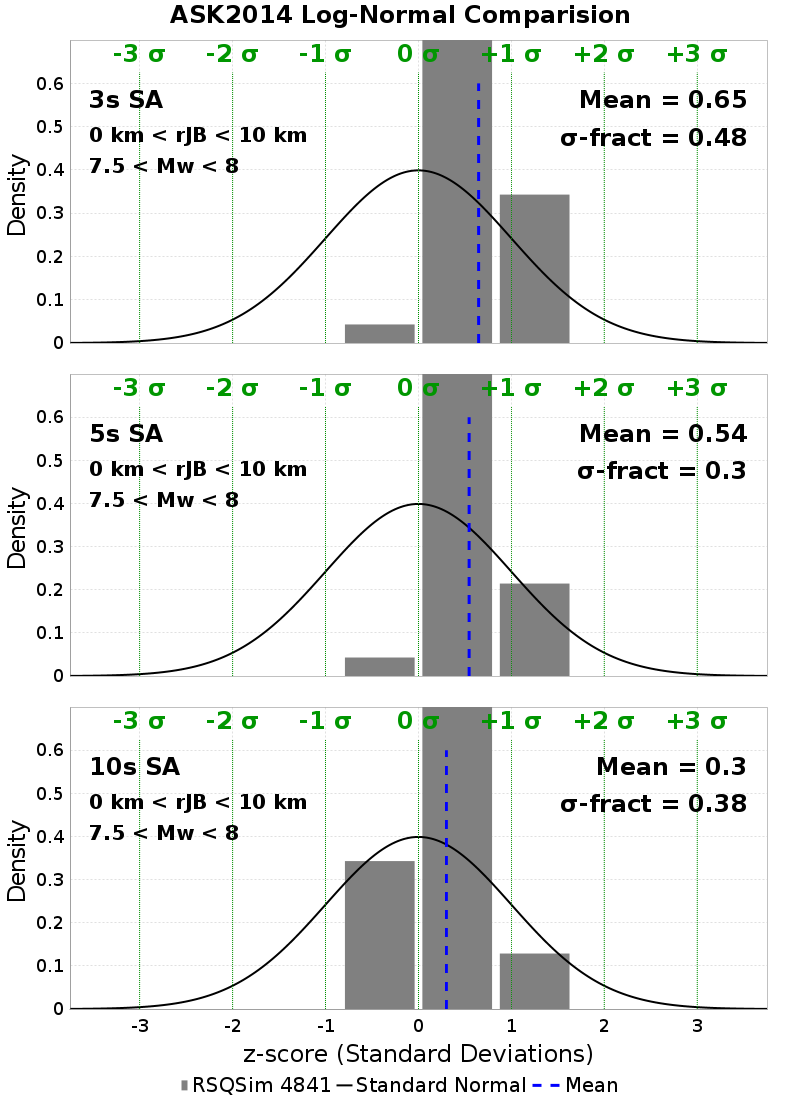 ASK2014 Log-Normal Comparision
-3 σ -2 σ -1 σ 0 σ +1 σ +2 σ +3 σ
3s SA
0 km < rJB < 10 km
7.5 < Mw < 8
Mean = 0.65
σ-fract = 0.48
Density
0.6
0.5
0.4
0.3
0.2
0.1
0
-3 σ -2 σ -1 σ 0 σ +1 σ +2 σ +3 σ
5s SA
0 km < rJB < 10 km
7.5 < Mw < 8
Mean = 0.54
σ-fract = 0.3
Density
0.6
0.5
0.4
0.3
0.2
0.1
0
-3 σ -2 σ -1 σ 0 σ +1 σ +2 σ +3 σ
10s SA
0 km < rJB < 10 km
7.5 < Mw < 8
Mean = 0.3
σ-fract = 0.38
Density
0.6
0.5
0.4
0.3
0.2
0.1
0
-3 -2 -1 0 1 2 3
z-score (Standard Deviations)
RSQSim 4841 Standard Normal Mean